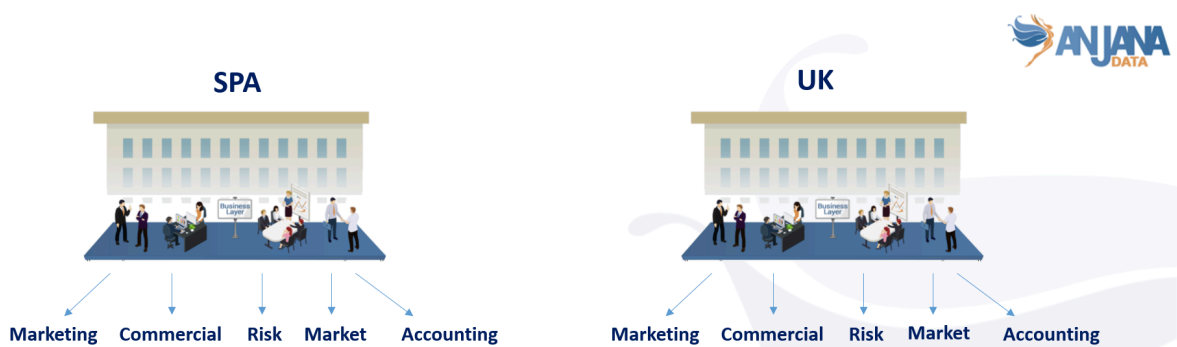 ANJANA
DATA
SPA
UK
Business
Layer
Business
Layer
Marketing Commercial Risk Market Accounting
Marketing Commercial Risk Market Accounting